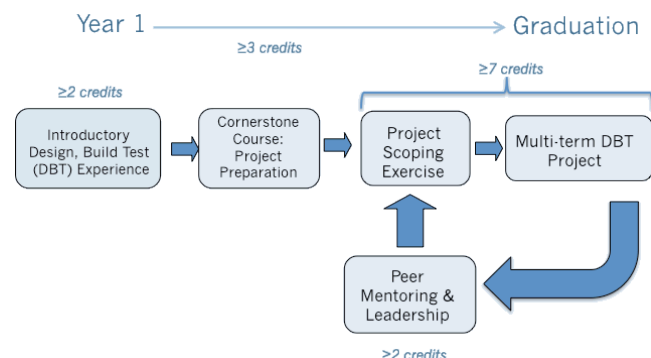 Year 1
Graduation
≥3 credits
≥7 credits
≥2 credits
Introductory
Design, Build Test
(DBT) Experience
Cornerstone
Course:
Project
Preparation
Project
Scoping
Exercise
Multi-term DBT
Project
Peer
Mentoring &
Leadership
≥2 credits